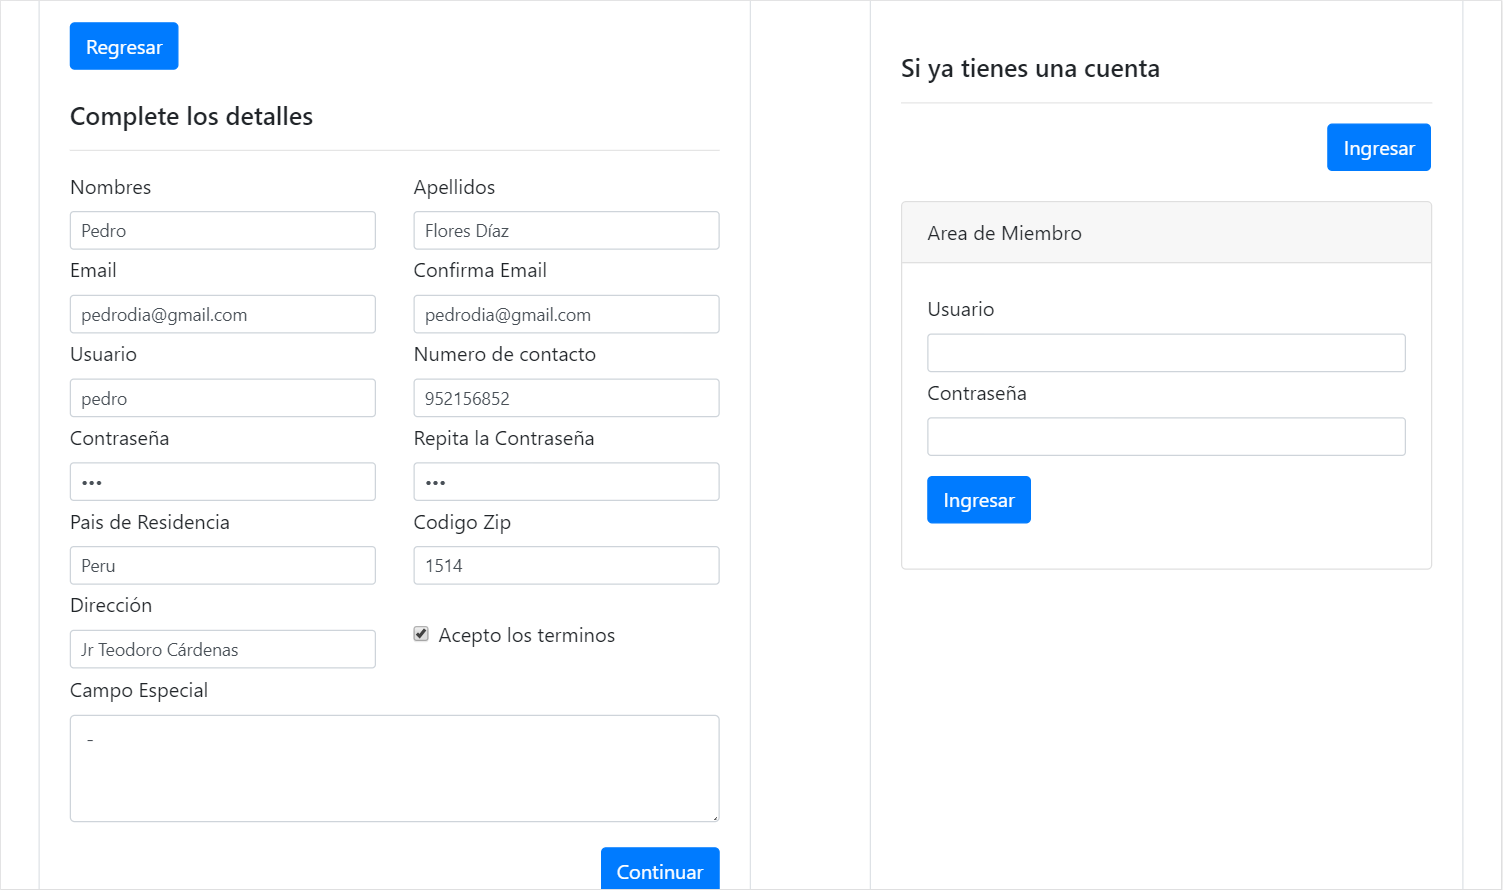 Regresar
Complete los detalles
Nombres Apellidos
Pedro Flores Díaz
Email Confirma Email
pedrodia@gmail.com pedrodia@gmail.com
Usuario Numero de contacto
pedro 952156852
Contraseña Repita la Contraseña
••• •••
Pais de Residencia Codigo Zip
Peru 1514
Dirección
Jr Teodoro Cárdenas Acepto los terminos
Campo Especial
-
Continuar
Si ya tienes una cuenta
Ingresar
Area de Miembro
Usuario
Contraseña
Ingresar